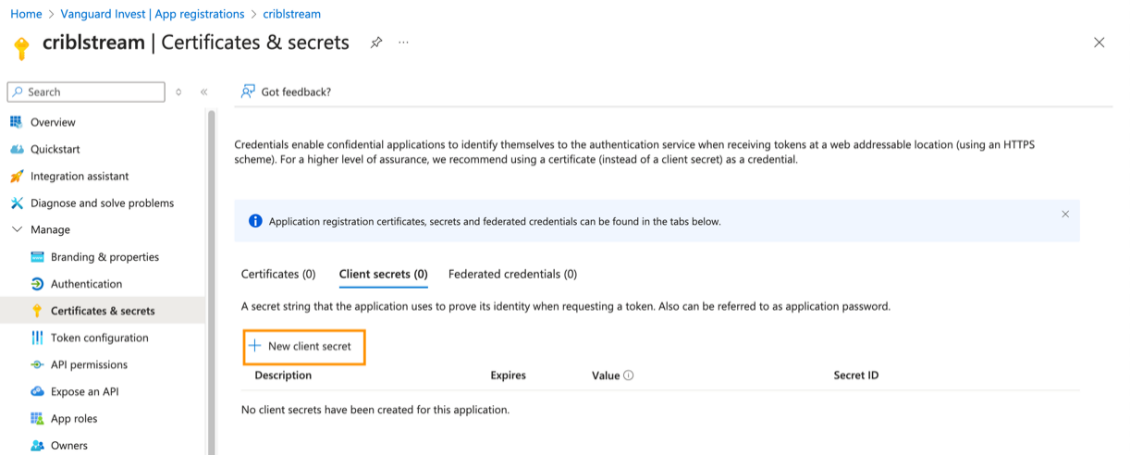 Home > Vanguard Invest | App registrations > criblstream
criblstream | Certificates & secrets
Search
Got feedback?
Overview
Quickstart
Integration assistant
Diagnose and solve problems
Manage
Branding & properties
Authentication
Certificates & secrets
Token configuration
API permissions
Expose an API
App roles
Owners
Credentials enable confidential applications to identify themselves to the authentication service when receiving tokens at a web addressable location (using an HTTPS
scheme). For a higher level of assurance, we recommend using a certificate (instead of a client secret) as a credential.
Application registration certificates, secrets and federated credentials can be found in the tabs below.
Certificates (0) Client secrets (0) Federated credentials (0)
A secret string that the application uses to prove its identity when requesting a token. Also can be referred to as application password.
New client secret
Description Expires Value Secret ID
No client secrets have been created for this application.